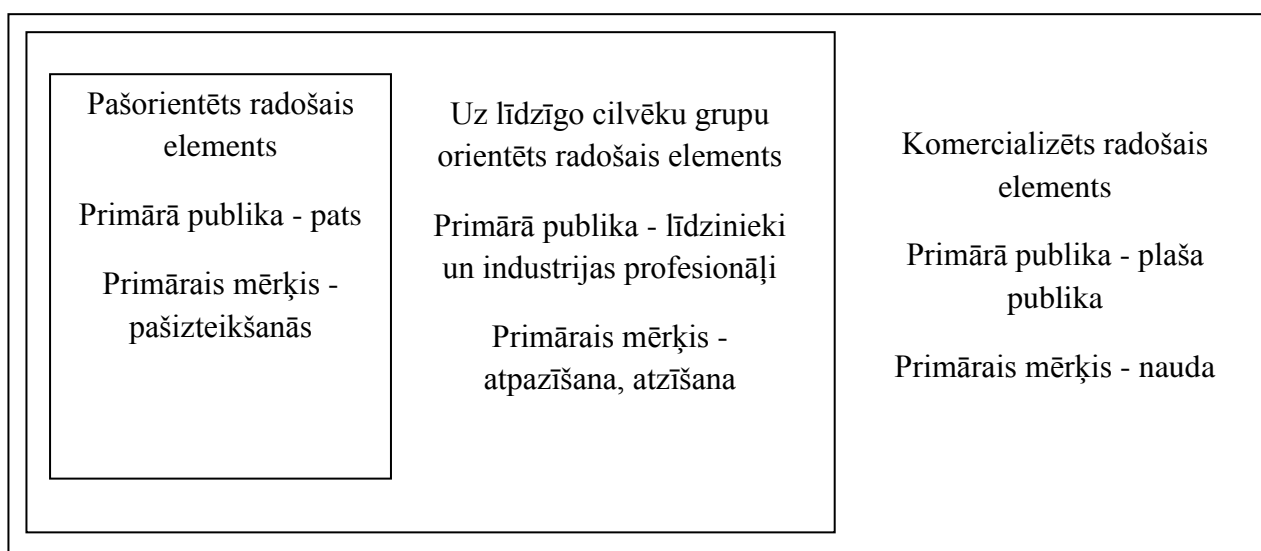 Pašorientēts radošais
elements
Primārā publika - pats
Primārais mērķis -
pašizteikšanās
Uz līdzīgo cilvēku grupu
orientēts radošais elements
Primārā publika - līdzinieki
un industrijas profesionāļi
Primārais mērķis -
atpazīšana, atzīšana
Komercializēts radošais
elements
Primārā publika - plaša
publika
Primārais mērķis - nauda